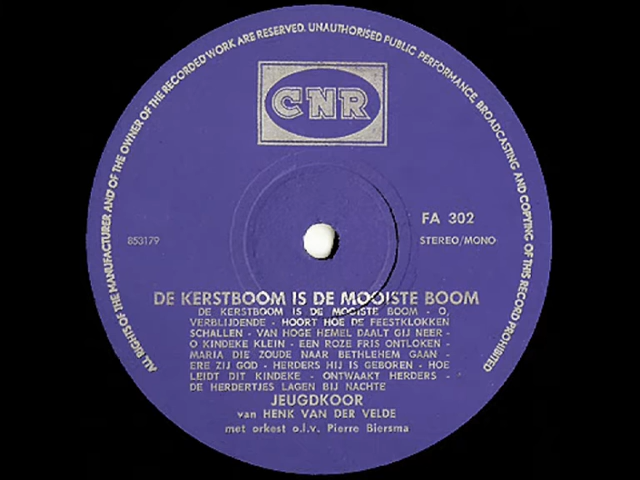 ALL RIGHTS OF THE MANUFACTURER AND OF THE OWNER OF THE RECORDED WORK ARE RESERVED. UNAUTHORISED PUBLIC PERFORMANCE, BROADCASTING AND COPYING OF THIS RECORD PROHIBITED
CNR
FA 302
853179
STEREO/MONO
DE KERSTBOOM IS DE MOOISTE BOOM
DE KERSTBOOM IS DE MOOISTE BOOM - O,
VERBLIJDENDE - HOORT HOE DE FEESTKLOKKEN
SCHALLEN - VAN HOGE HEMEL DAALT GIJ NEER -
O KINDEKE KLEIN - EEN ROZE FRIS ONTLOKEN -
MARIA DIE ZOUDE NAAR BETHLEHEM GAAN -
ERE ZIJ GOD - HERDERS HIJ IS GEBOREN - HOE
LEIDT DIT KINDEKE - ONTWAAKT HERDERS -
DE HERDERTJES LAGEN BIJ NACHTE
JEUGDKOOR
van HENK VAN DER VELDE
met orkest o.l.v. Pierre Biersma